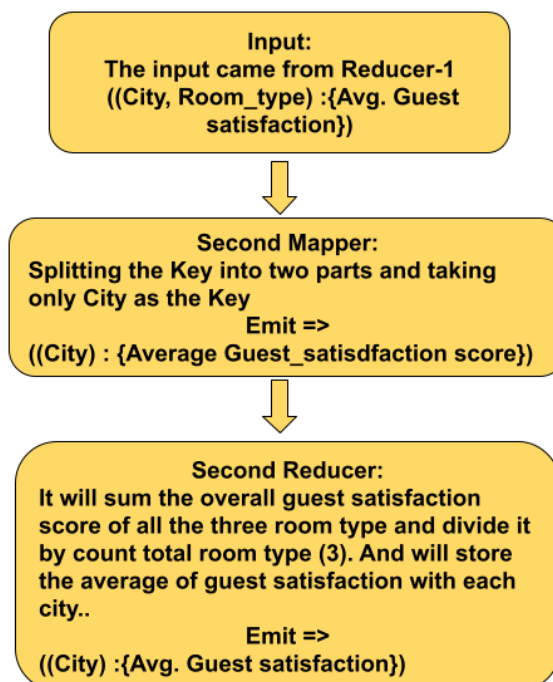 Input:
The input came from Reducer-1
((City, Room_type) :{Avg. Guest
satisfaction})
Second Mapper:
Splitting the Key into two parts and taking
only City as the Key
Emit =>
((City) : {Average Guest_satisdfaction score})
Second Reducer:
It will sum the overall guest satisfaction
score of all the three room type and divide it
by count total room type (3). And will store
the average of guest satisfaction with each
city..
Emit =>
((City) :{Avg. Guest satisfaction})